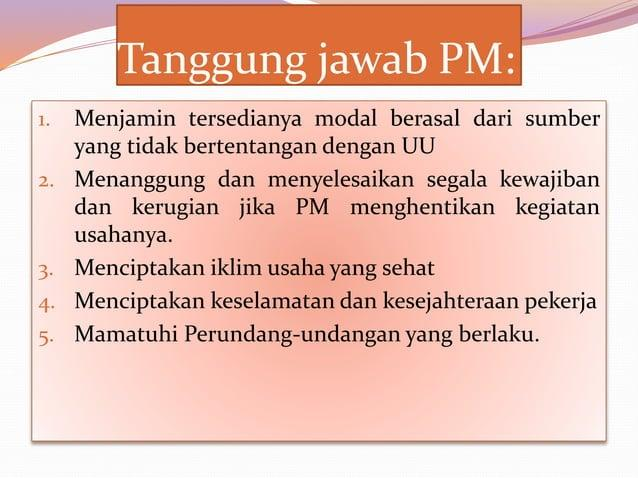 Tanggung jawab PM:
1. Menjamin tersedianya modal berasal dari sumber
yang tidak bertentangan dengan UU
2. Menanggung dan menyelesaikan segala kewajiban
dan kerugian jika PM menghentikan kegiatan
usahanya.
3. Menciptakan iklim usaha yang sehat
4. Menciptakan keselamatan dan kesejahteraan pekerja
5. Mamatuhi Perundang-undangan yang berlaku.